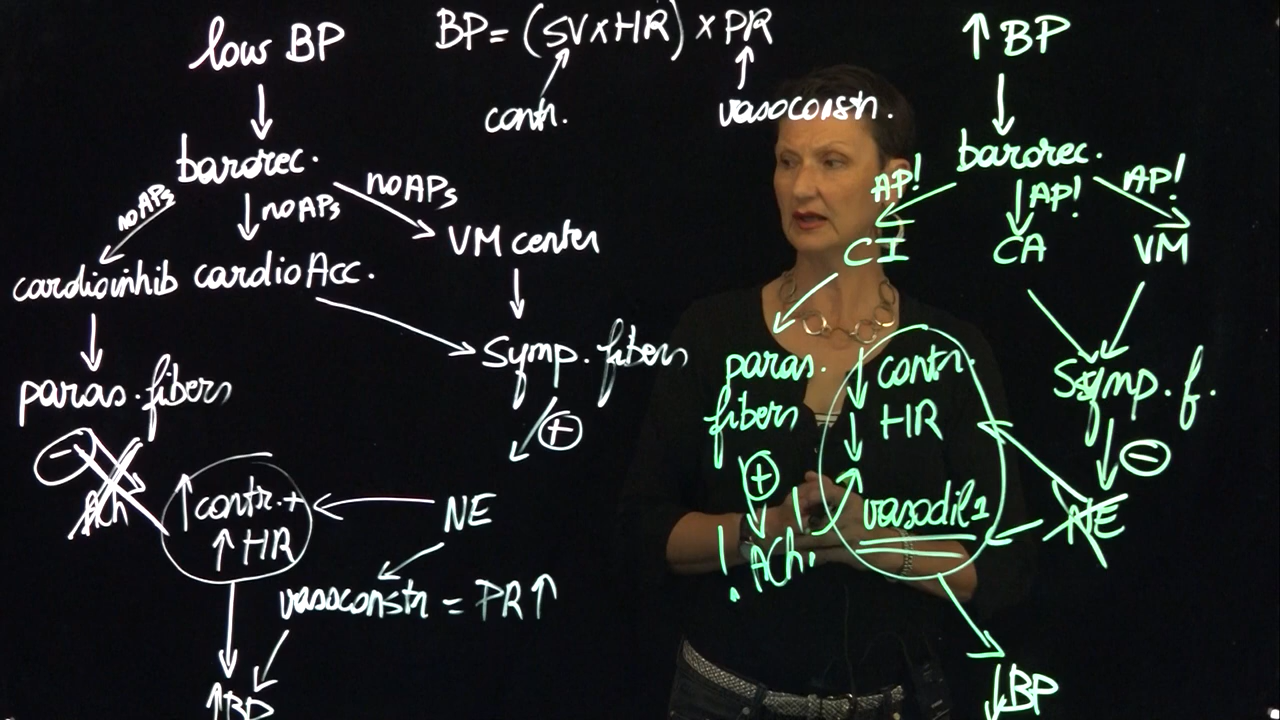 low BP
BP = (SV x HR) x PR
contr.
vasoconstr.
barorec.
no APs
no APs
no APs
cardioinhib
cardioAcc.
VM center
paras. fibers
Symp. fibers
−
+
Ach
↑ contr. +
↑ HR
NE
vasoconstr = PR↑
↑BP
↑ BP
barorec.
AP!
AP!
AP!
CI
CA
VM
paras.
fibers
Symp. f.
+
−
! ACh!
NE
↓ contr.
↓ HR
vasodil
↓BP